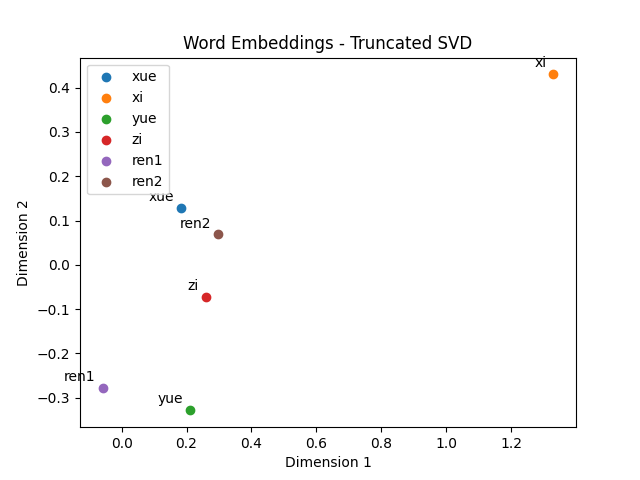 Word Embeddings - Truncated SVD
xue
xi
yue
zi
ren1
ren2
xi
xue
ren2
zi
ren1
yue
0.4
0.3
0.2
0.1
0.0
−0.1
−0.2
−0.3
Dimension 2
0.0 0.2 0.4 0.6 0.8 1.0 1.2
Dimension 1